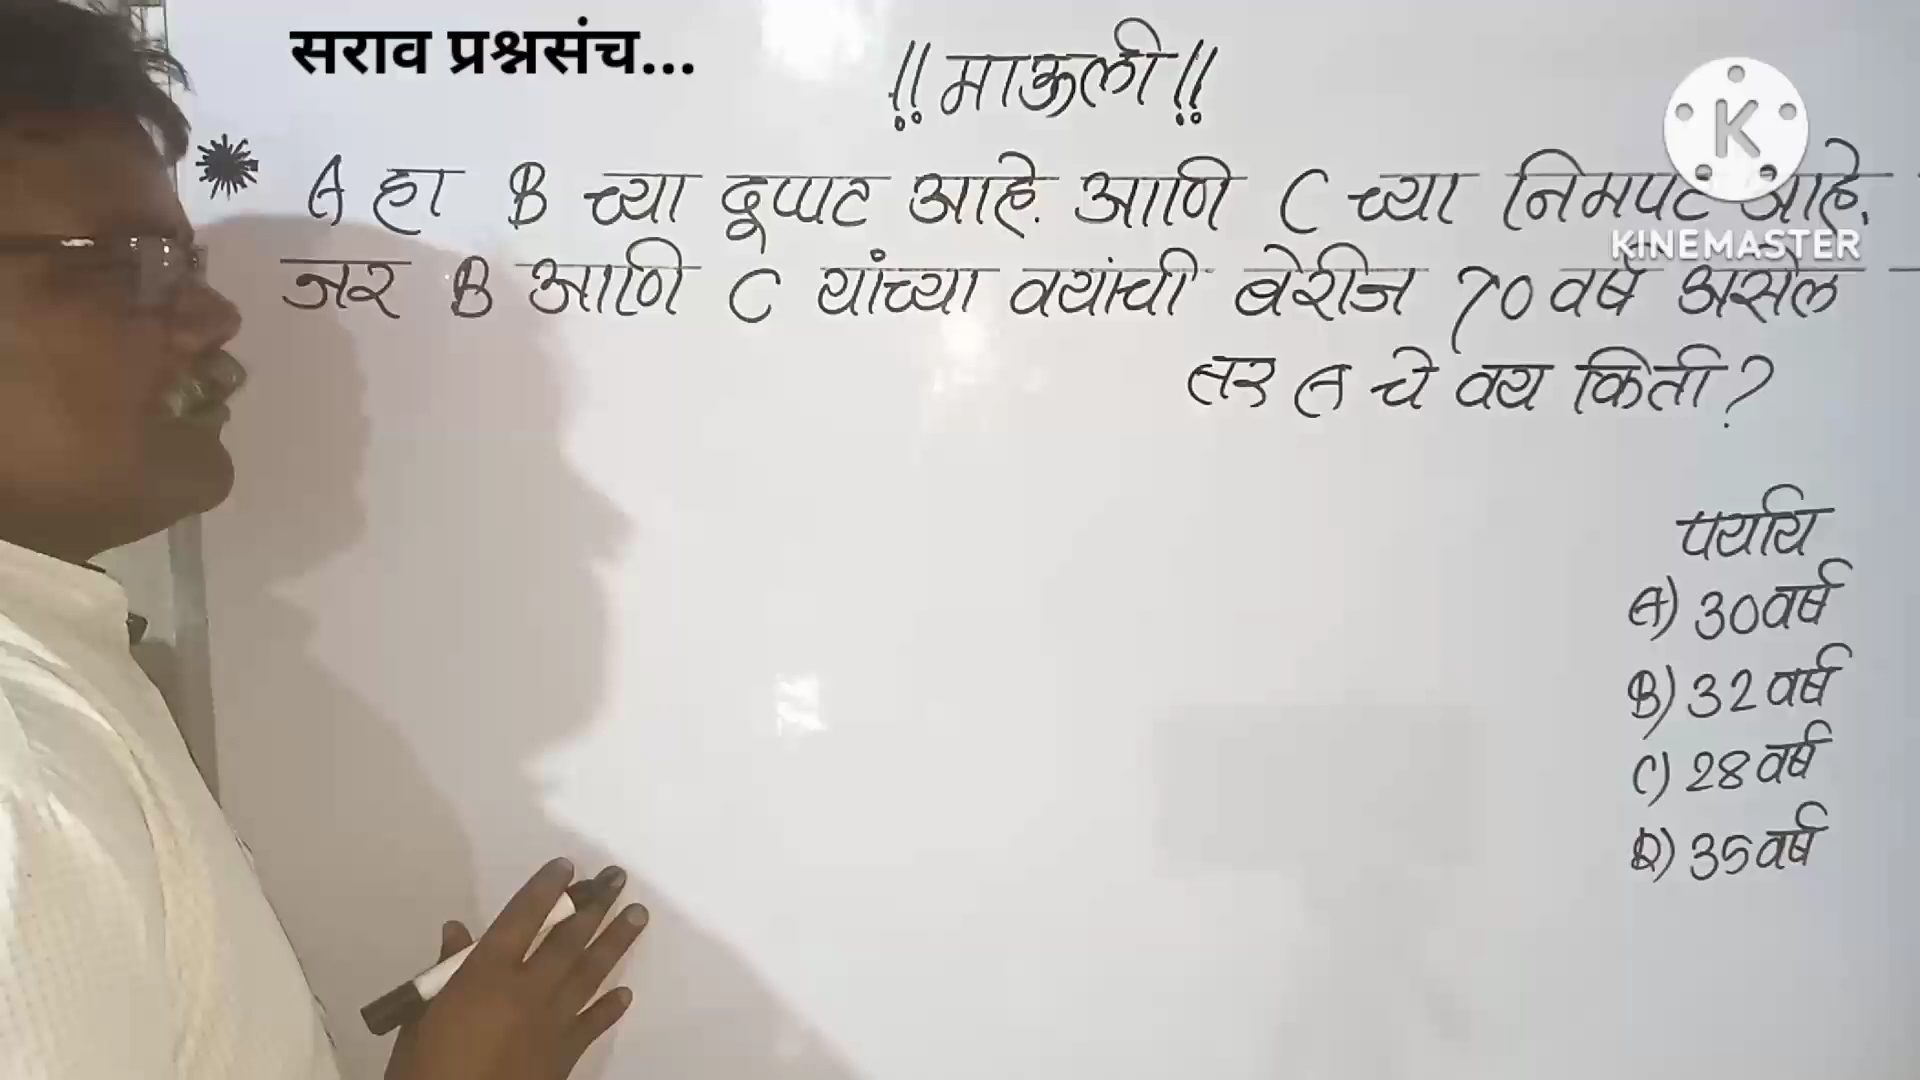 सराव प्रश्नसंच...
!! माऊली !!
A हा B च्या दूप्पट आहे. आणि C च्या निमपट आहे.
जर B आणि C यांच्या वयांची बेरीज 70 वर्षे असेल
तर A चे वय किती?
पर्याय
A) 30 वर्षे
B) 32 वर्षे
C) 28 वर्षे
D) 35 वर्षे
K
KINEMASTER